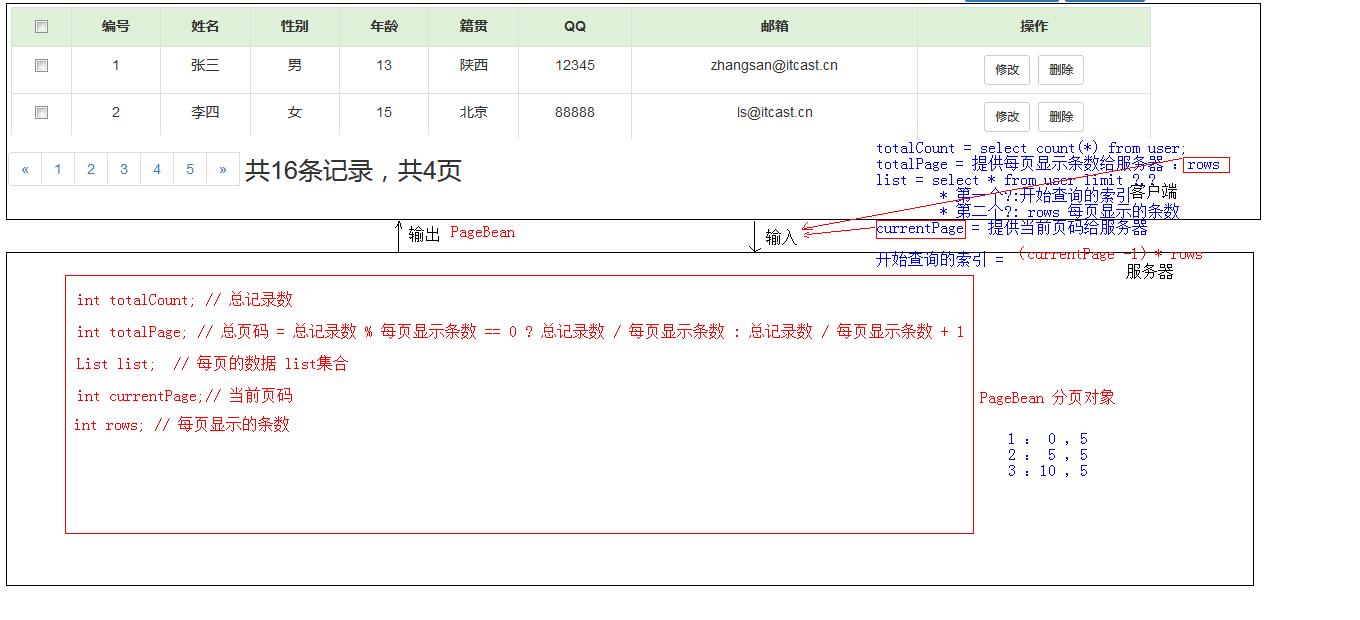 编号 姓名 性别 年龄 籍贯 QQ 邮箱 操作
1 张三 男 13 陕西 12345 zhangsan@itcast.cn 修改 删除
2 李四 女 15 北京 88888 ls@itcast.cn 修改 删除
« 1 2 3 4 5 » 共16条记录，共4页
totalCount = select count(*) from user;
totalPage = 提供每页显示条数给服务器 : rows
list = select * from user limit ?,?
* 第一个?:开始查询的索引
客户端
* 第二个?: rows 每页显示的条数
currentPage = 提供当前页码给服务器
输出 PageBean
输入
开始查询的索引 = (currentPage -1) * rows
服务器
int totalCount; // 总记录数
int totalPage; // 总页码 = 总记录数 % 每页显示条数 == 0 ? 总记录数 / 每页显示条数 : 总记录数 / 每页显示条数 + 1
List list; // 每页的数据 list集合
int currentPage;// 当前页码
int rows; // 每页显示的条数
PageBean 分页对象
1 : 0 , 5
2 : 5 , 5
3 : 10 , 5